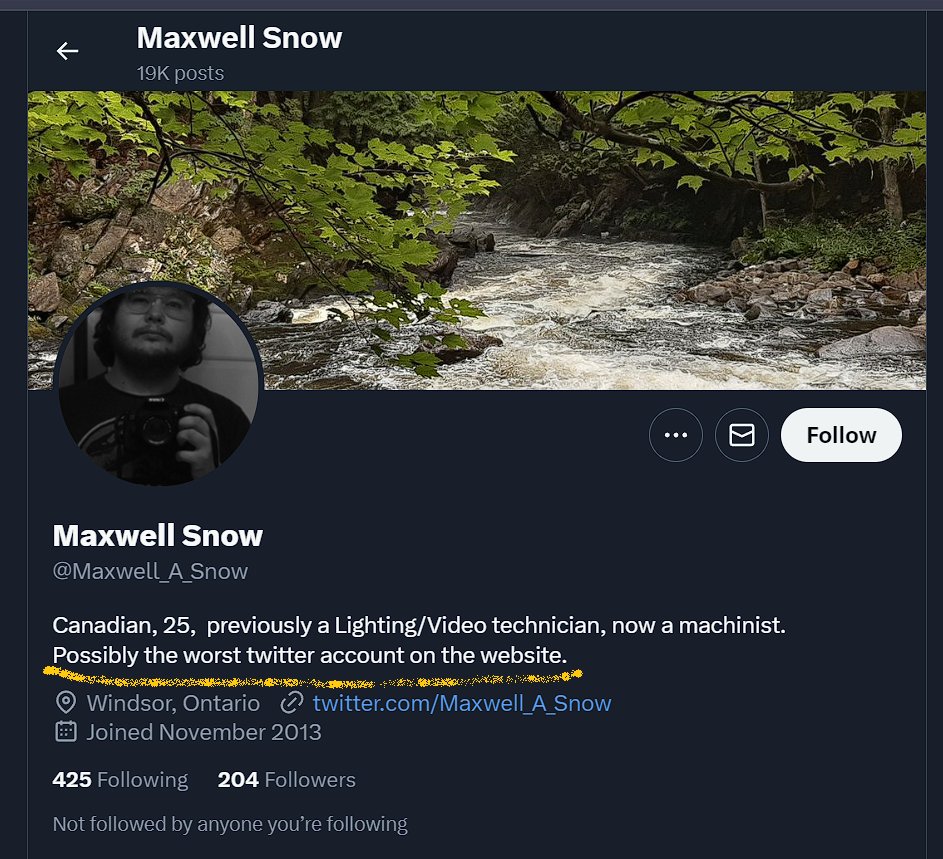 Maxwell Snow
19K posts
Follow
Maxwell Snow
@Maxwell_A_Snow
Canadian, 25,  previously a Lighting/Video technician, now a machinist.
Possibly the worst twitter account on the website.
Windsor, Ontario twitter.com/Maxwell_A_Snow
Joined November 2013
425 Following 204 Followers
Not followed by anyone you’re following